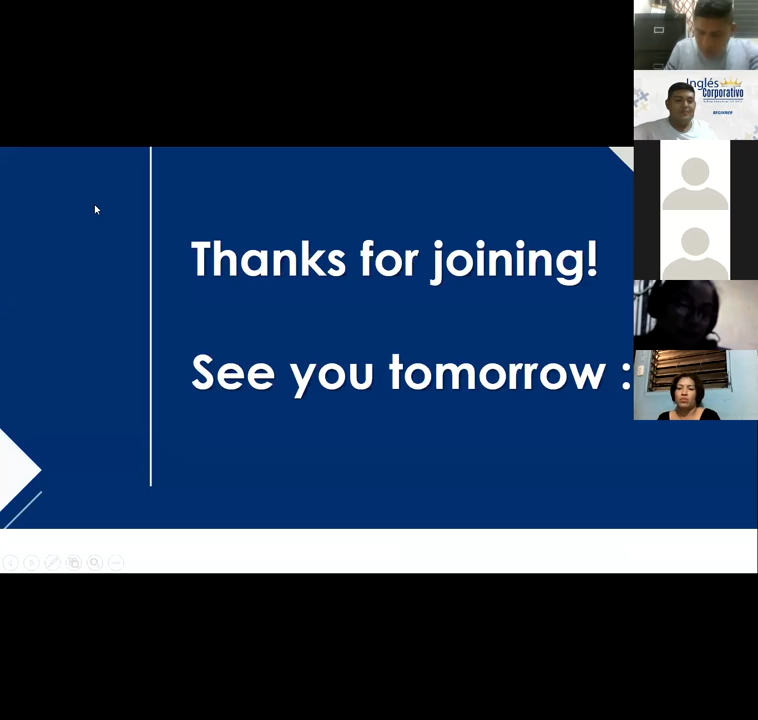 Thanks for joining!
See you tomorrow :
Inglés
Corporativo
BEGINNER